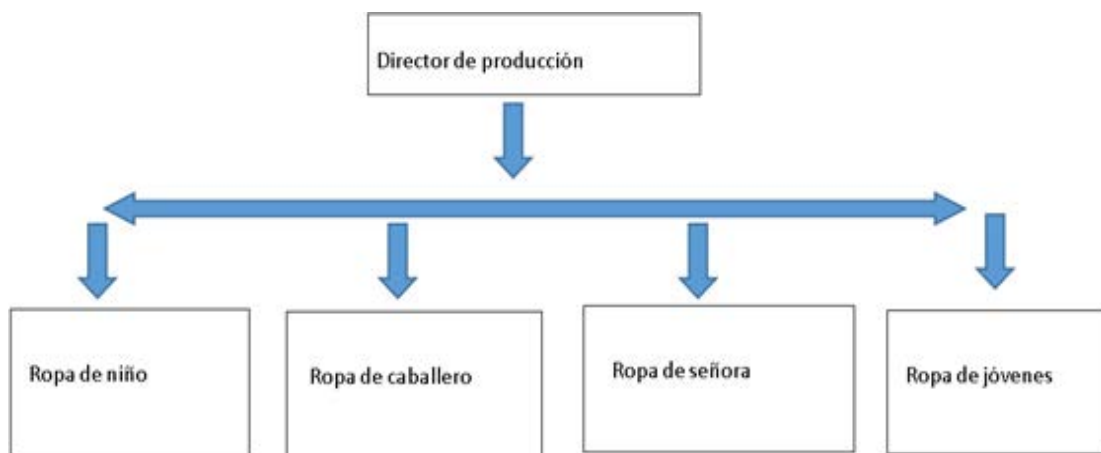 Director de producción
Ropa de niño
Ropa de caballero
Ropa de señora
Ropa de jóvenes